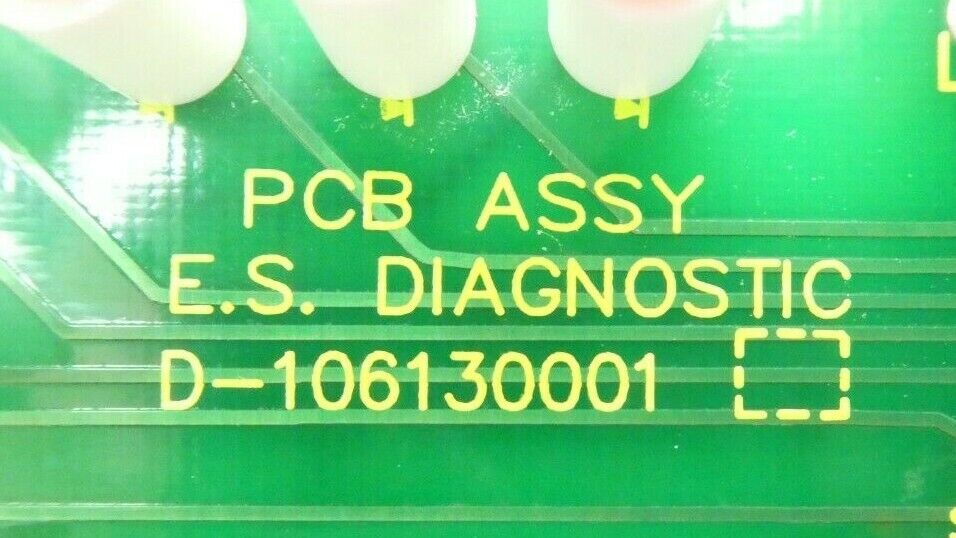 PCB ASSY
E.S. DIAGNOSTIC
D-106130001